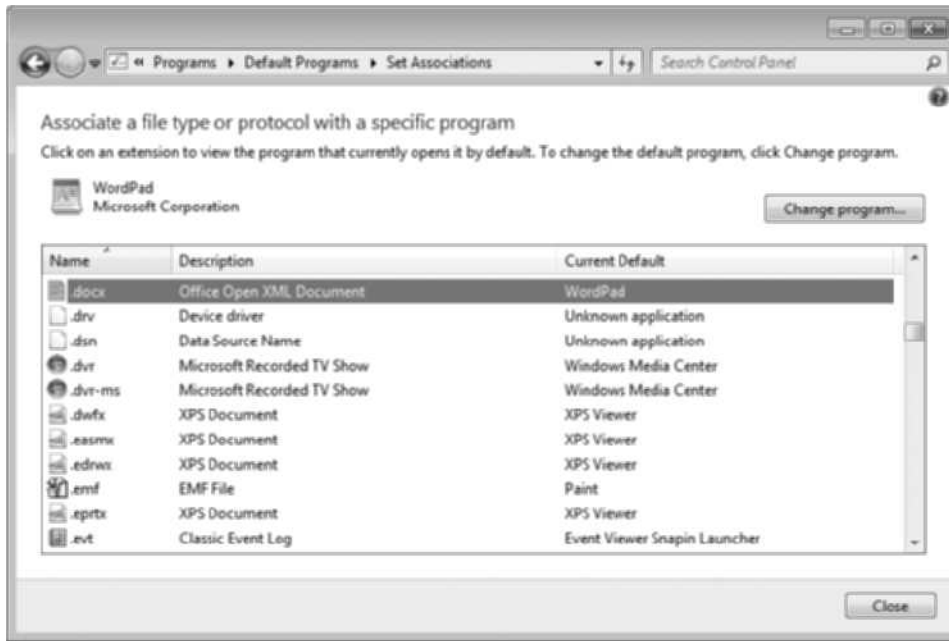 « Programs ▸ Default Programs ▸ Set Associations
Search Control Panel
Associate a file type or protocol with a specific program
Click on an extension to view the program that currently opens it by default. To change the default program, click Change program.
WordPad
Microsoft Corporation
Change program...
Name Description Current Default
.docx Office Open XML Document WordPad
.drv Device driver Unknown application
.dsn Data Source Name Unknown application
.dvr Microsoft Recorded TV Show Windows Media Center
.dvr-ms Microsoft Recorded TV Show Windows Media Center
.dwfx XPS Document XPS Viewer
.easmx XPS Document XPS Viewer
.edrwx XPS Document XPS Viewer
.emf EMF File Paint
.eprtx XPS Document XPS Viewer
.evt Classic Event Log Event Viewer Snapin Launcher
Close